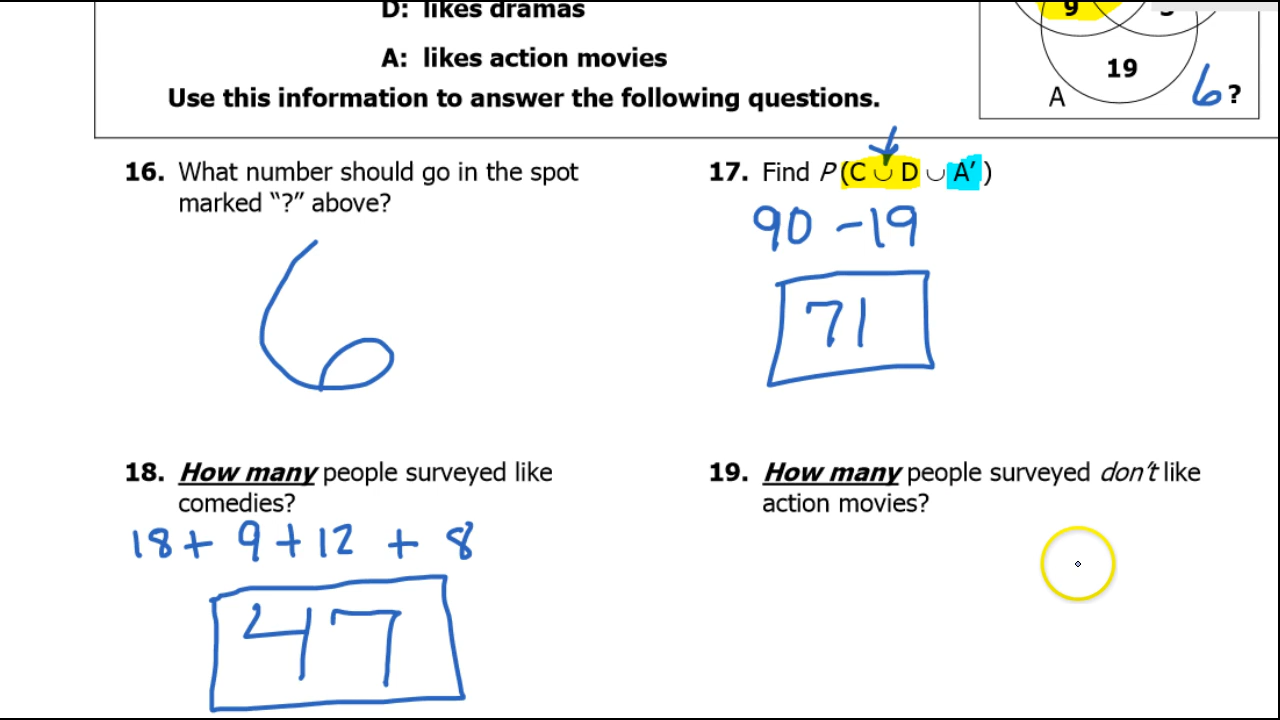 D: likes dramas
9
A: likes action movies
19
Use this information to answer the following questions.
A
6 ?
16. What number should go in the spot
marked “?” above?
6
17. Find P(C ∪ D ∪ A′)
90 - 19
71
18. How many people surveyed like
comedies?
18 + 9 + 12 + 8
47
19. How many people surveyed don’t like
action movies?